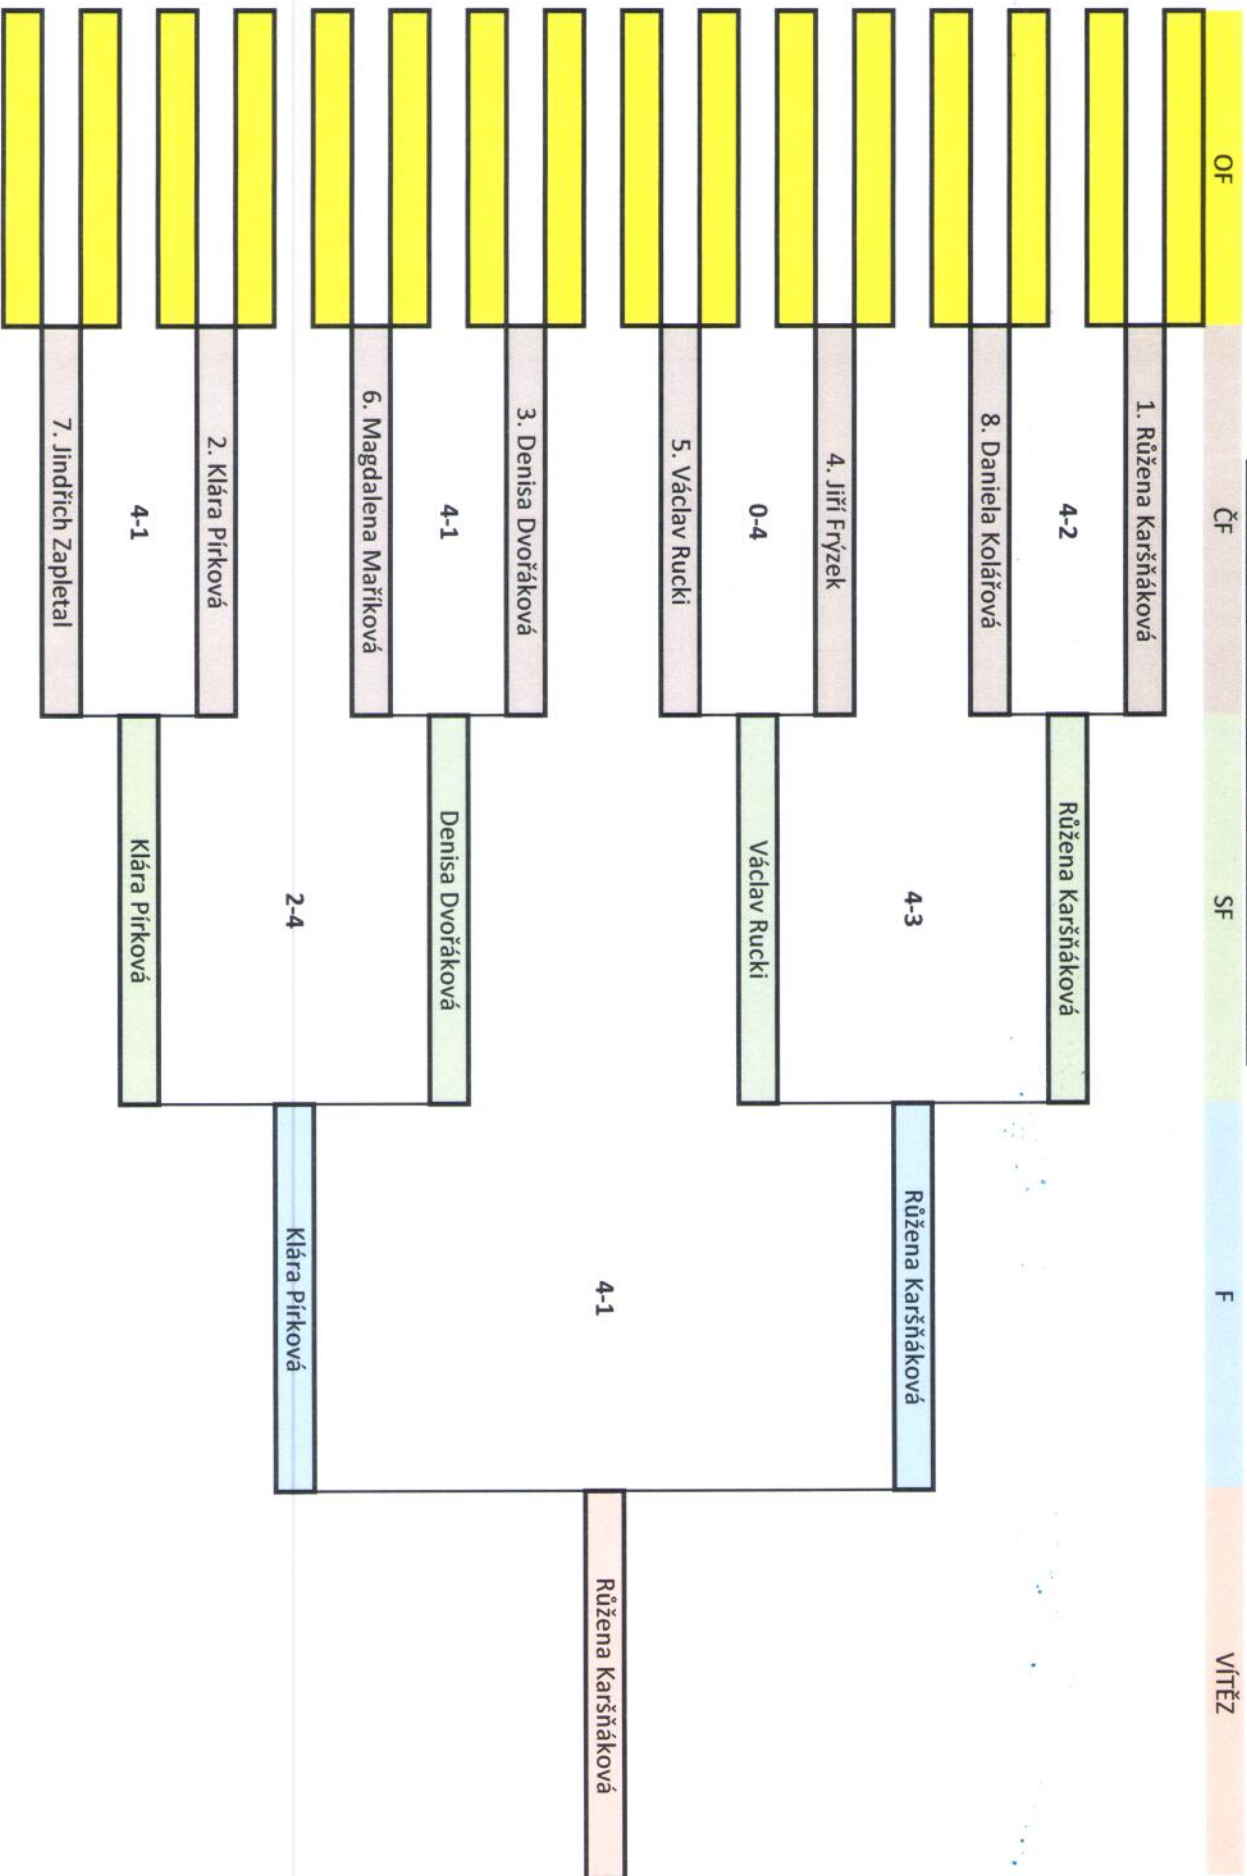 OF
ČF
SF
F
VÍTĚZ
1. Růžena Karšňáková
4-2
8. Daniela Kolářová
4. Jiří Frýzek
0-4
5. Václav Rucki
3. Denisa Dvořáková
4-1
6. Magdalena Maříková
2. Klára Pírková
4-1
7. Jindřich Zapletal
Růžena Karšňáková
4-3
Václav Rucki
Denisa Dvořáková
2-4
Klára Pírková
Růžena Karšňáková
4-1
Klára Pírková
Růžena Karšňáková